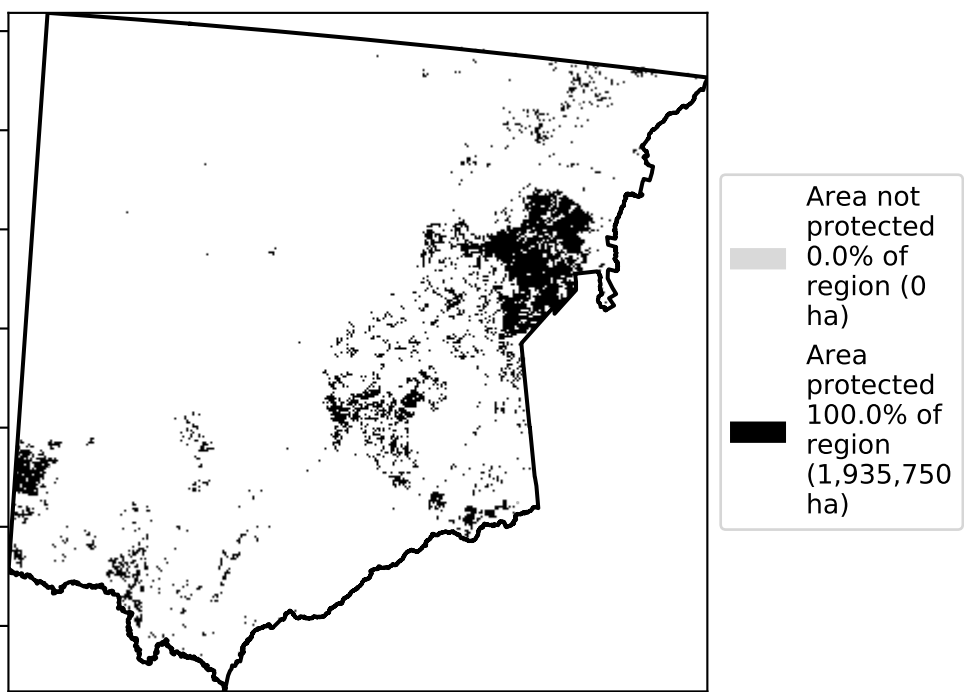 Area not
protected
0.0% of
region (0
ha)
Area
protected
100.0% of
region
(1,935,750
ha)